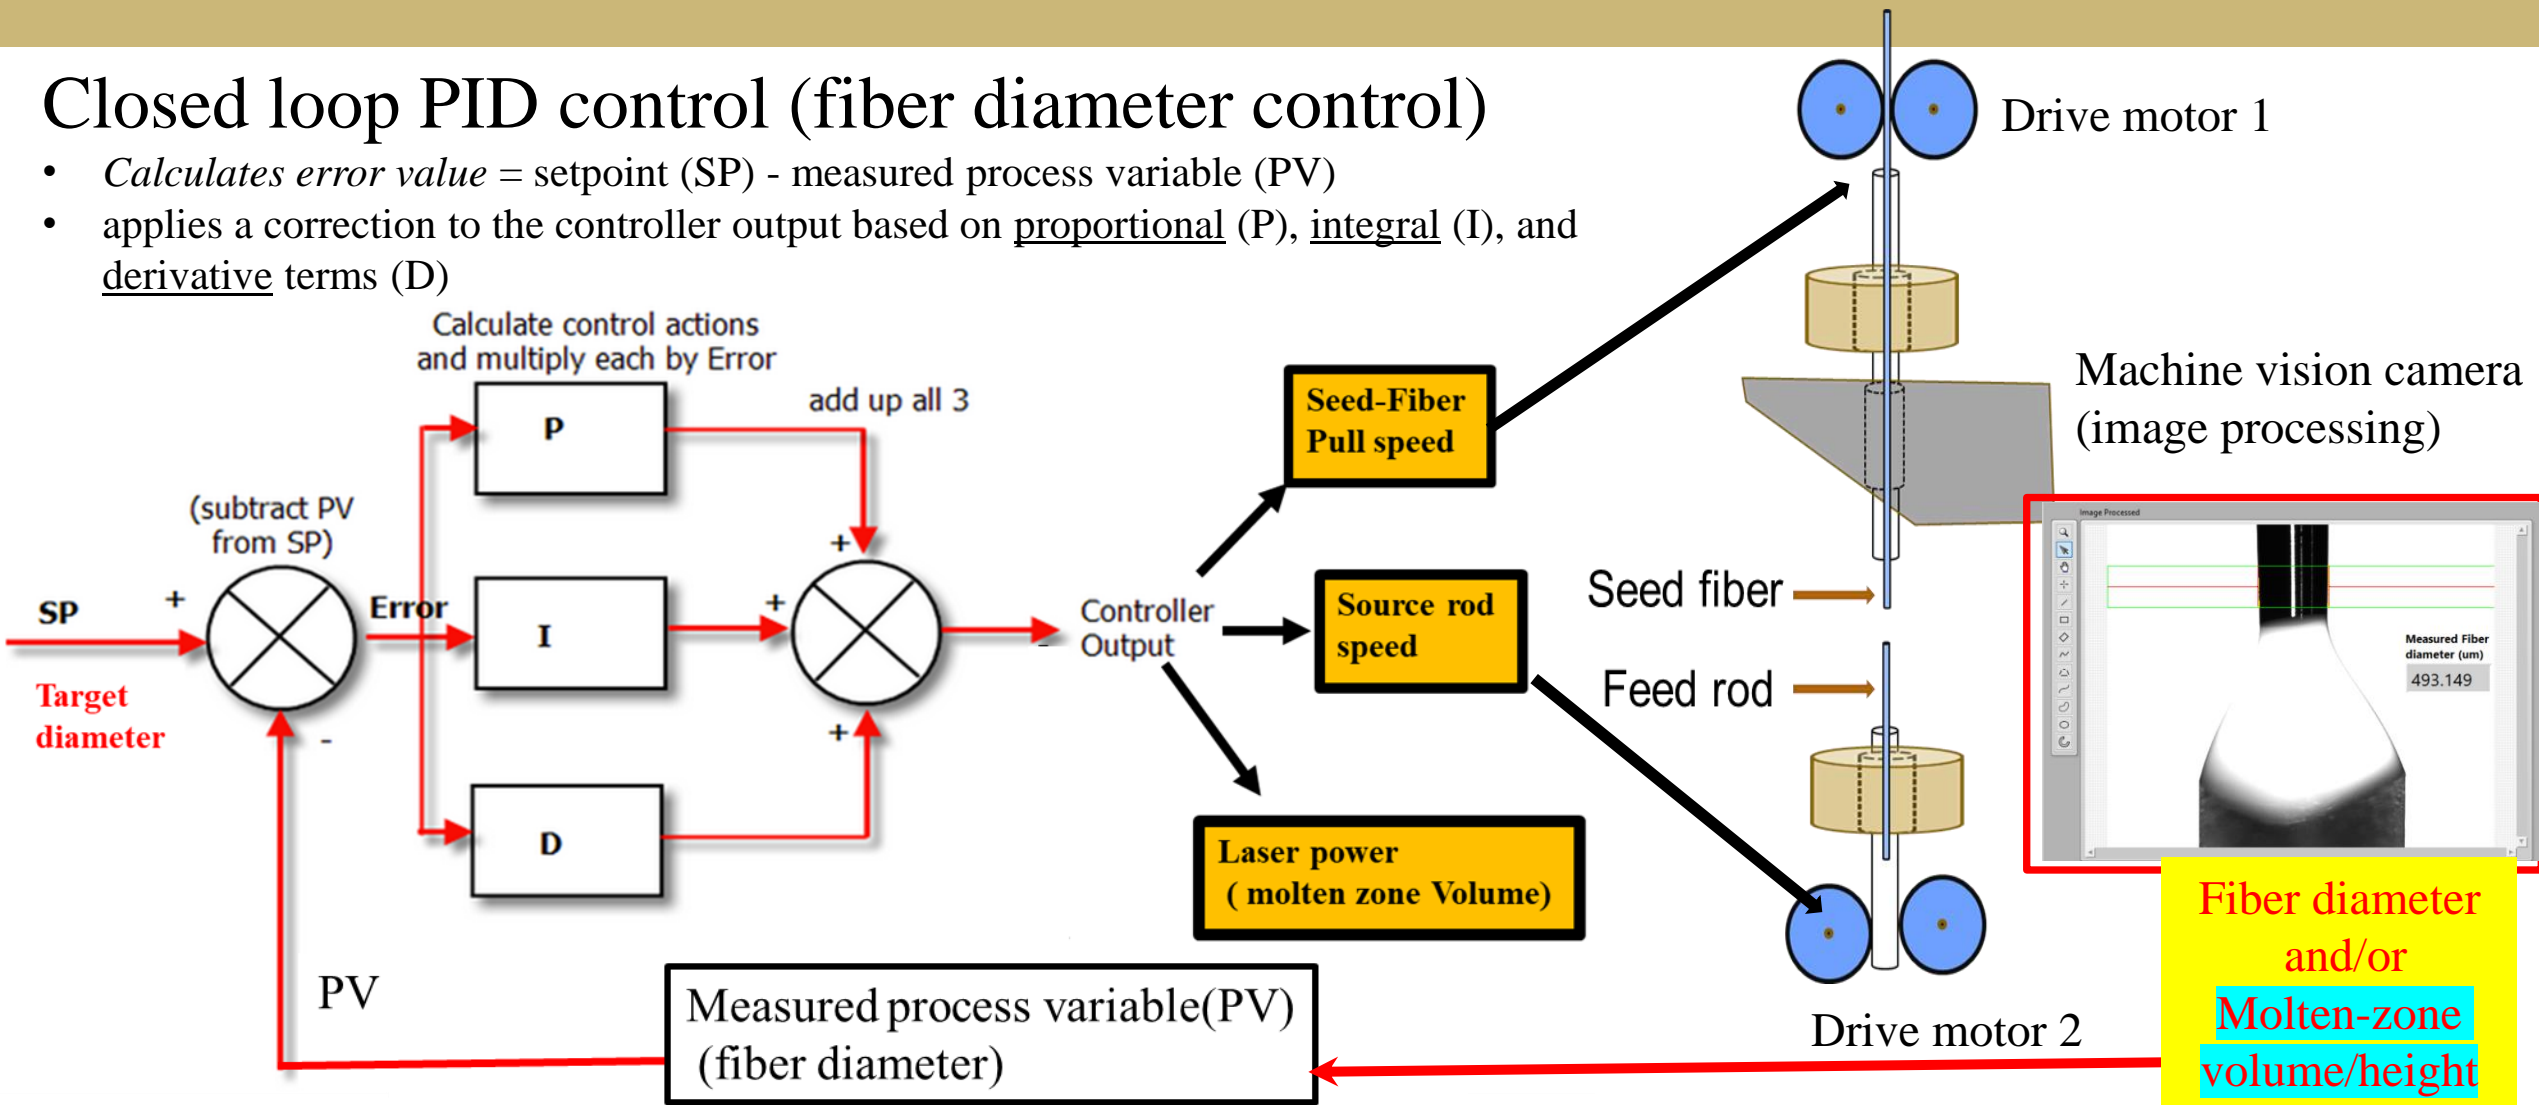 Closed loop PID control (fiber diameter control)
• Calculates error value = setpoint (SP) - measured process variable (PV)
• applies a correction to the controller output based on proportional (P), integral (I), and
derivative terms (D)
Calculate control actions
and multiply each by Error
add up all 3
P
(subtract PV
from SP)
SP
+
Error
I
+
+
Target
diameter
-
D
+
PV
Controller
Output
-
Seed-Fiber
Pull speed
Source rod
speed
Laser power
( molten zone Volume)
Measured process variable(PV)
(fiber diameter)
Drive motor 1
Machine vision camera
(image processing)
Seed fiber
Feed rod
Drive motor 2
Image Processed
Measured Fiber
diameter (um)
493.149
Fiber diameter
and/or
Molten-zone
volume/height